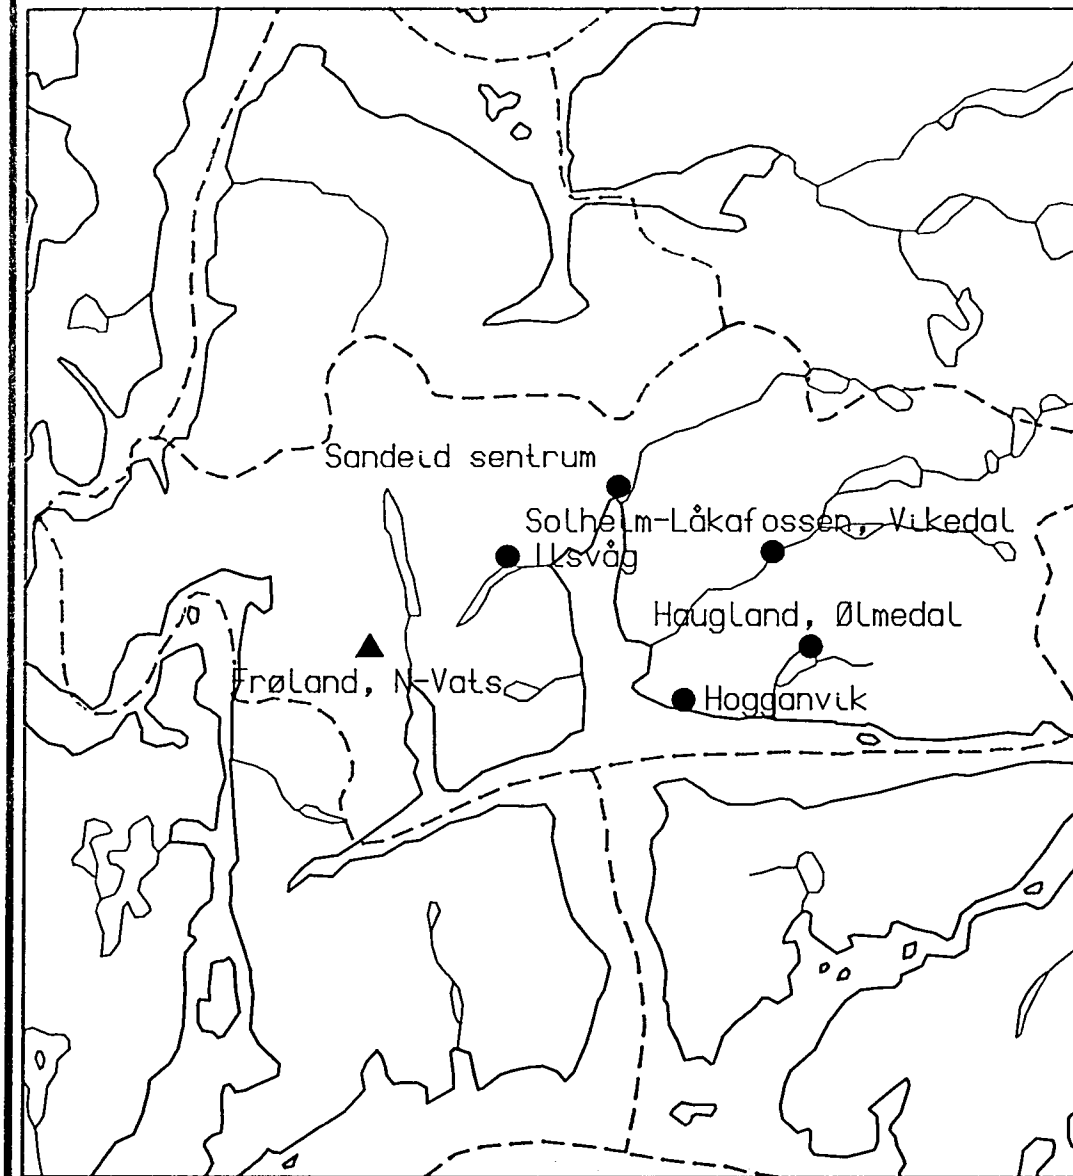 Sandeid sentrum
Solheim-Låkafossen, Vikedal
Ilsvåg
Haugland, Ølmedal
Frøland, N-Vats
Hogganvik